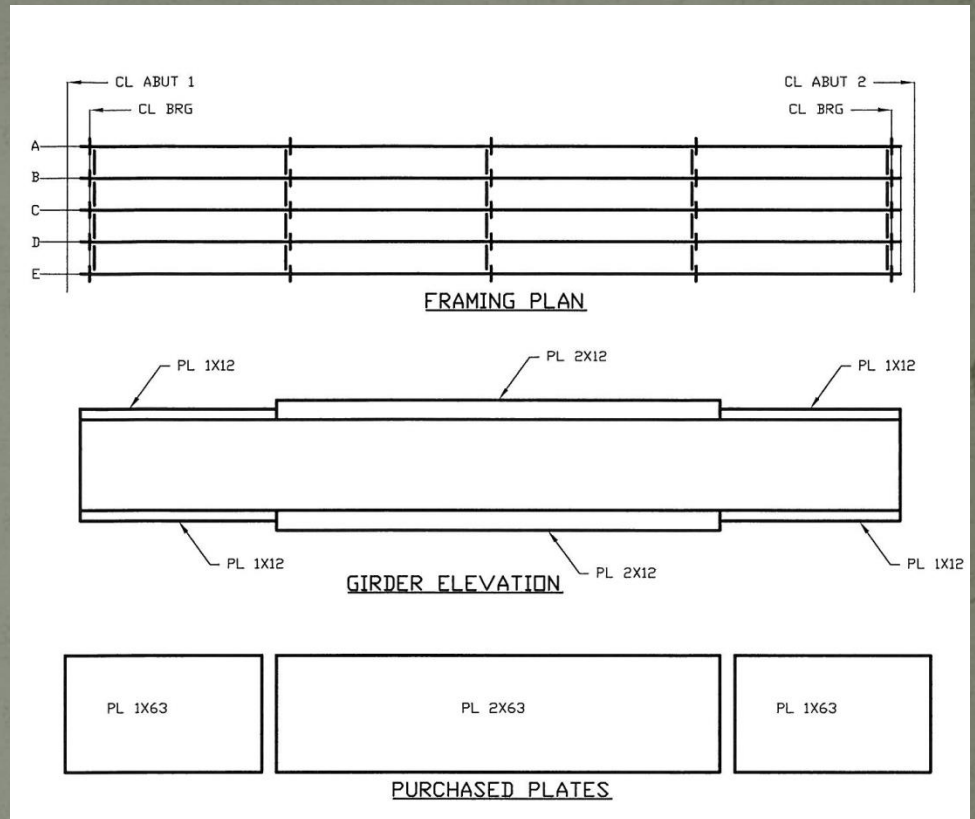 CL ABUT 1
CL ABUT 2
CL BRG
CL BRG
A
B
C
D
E
FRAMING PLAN
PL 1X12
PL 2X12
PL 1X12
PL 1X12
PL 2X12
PL 1X12
GIRDER ELEVATION
PL 1X63
PL 2X63
PL 1X63
PURCHASED PLATES